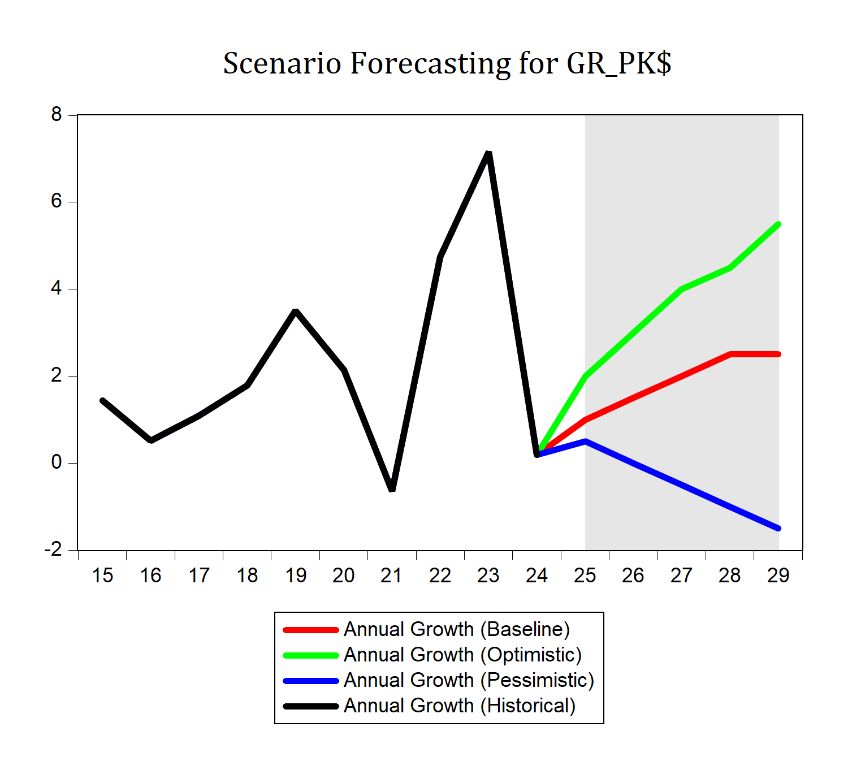 Scenario Forecasting for GR_PK$
8
6
4
2
0
-2
15 16 17 18 19 20 21 22 23 24 25 26 27 28 29
Annual Growth (Baseline)
Annual Growth (Optimistic)
Annual Growth (Pessimistic)
Annual Growth (Historical)